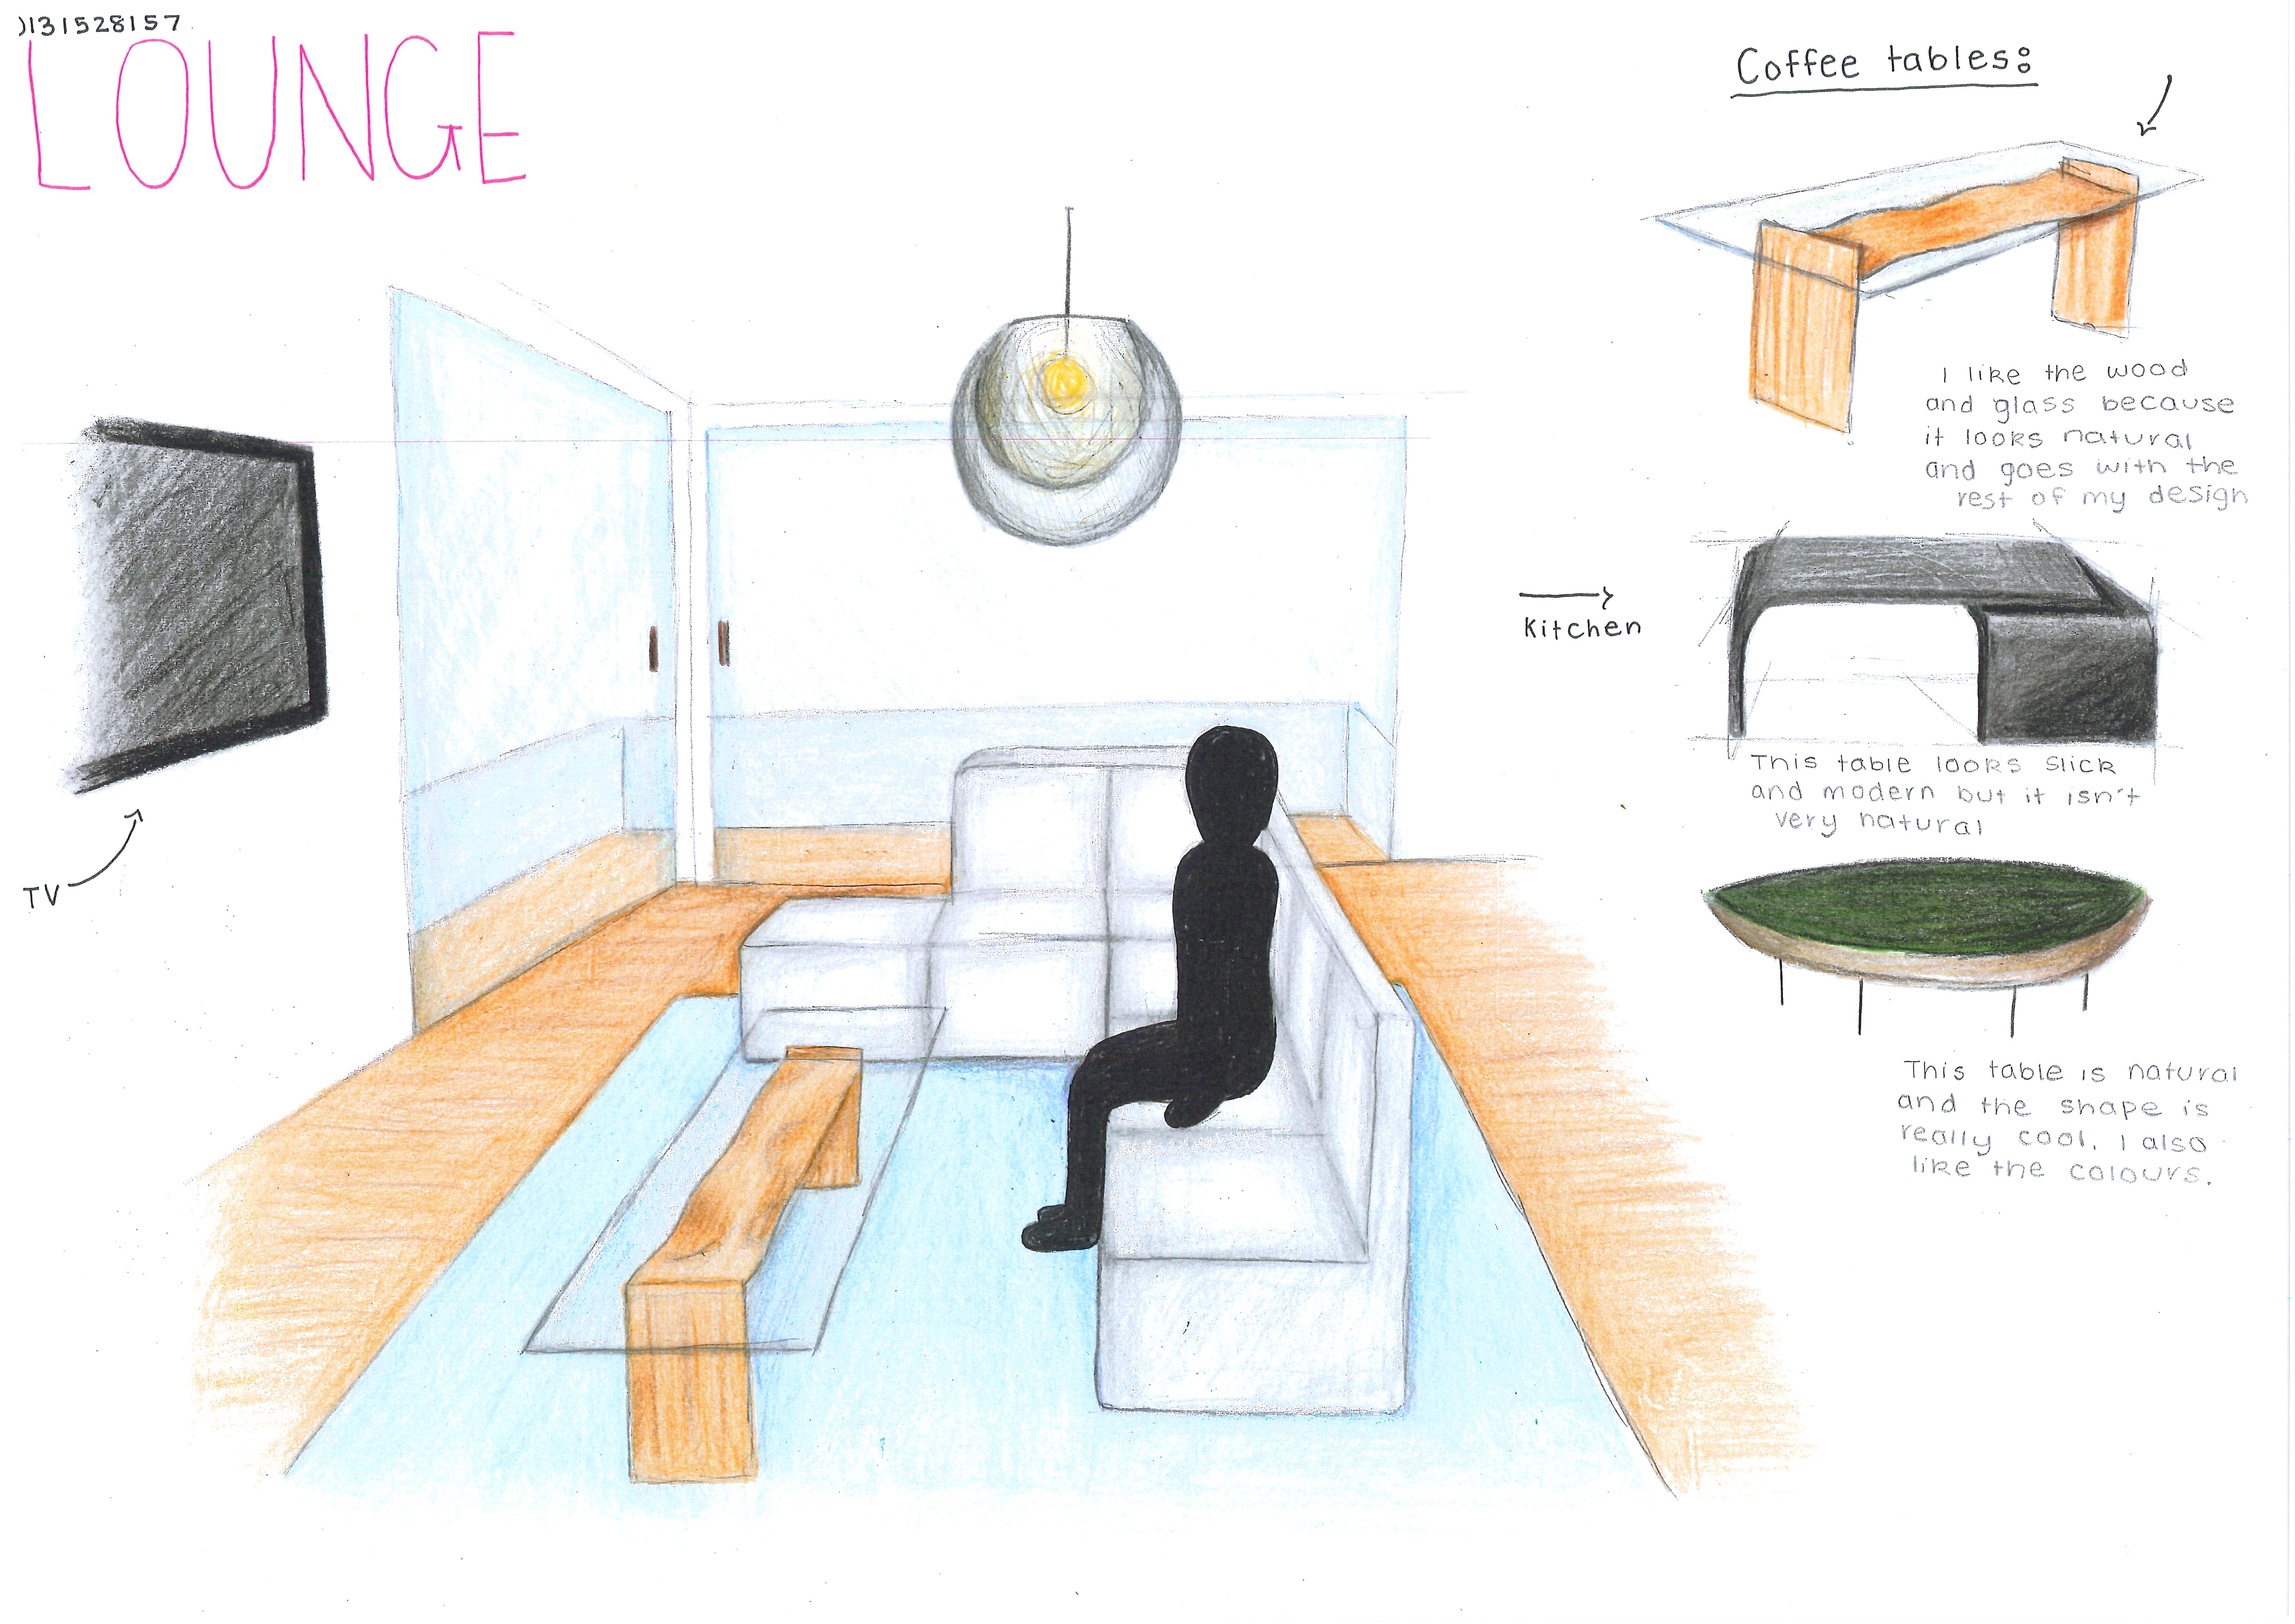 )131528157
LOUNGE
Coffee tables:
I like the wood
and glass because
it looks natural
and goes with the
rest of my design
Kitchen
This table looks slick
and modern but it isn't
very natural
TV
This table is natural
and the shape is
really cool. I also
like the colours.